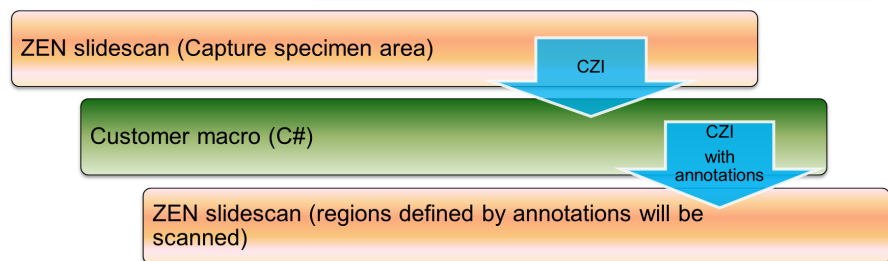 ZEN slidescan (Capture specimen area)
CZI
Customer macro (C#)
CZI
with
annotations
ZEN slidescan (regions defined by annotations will be
scanned)